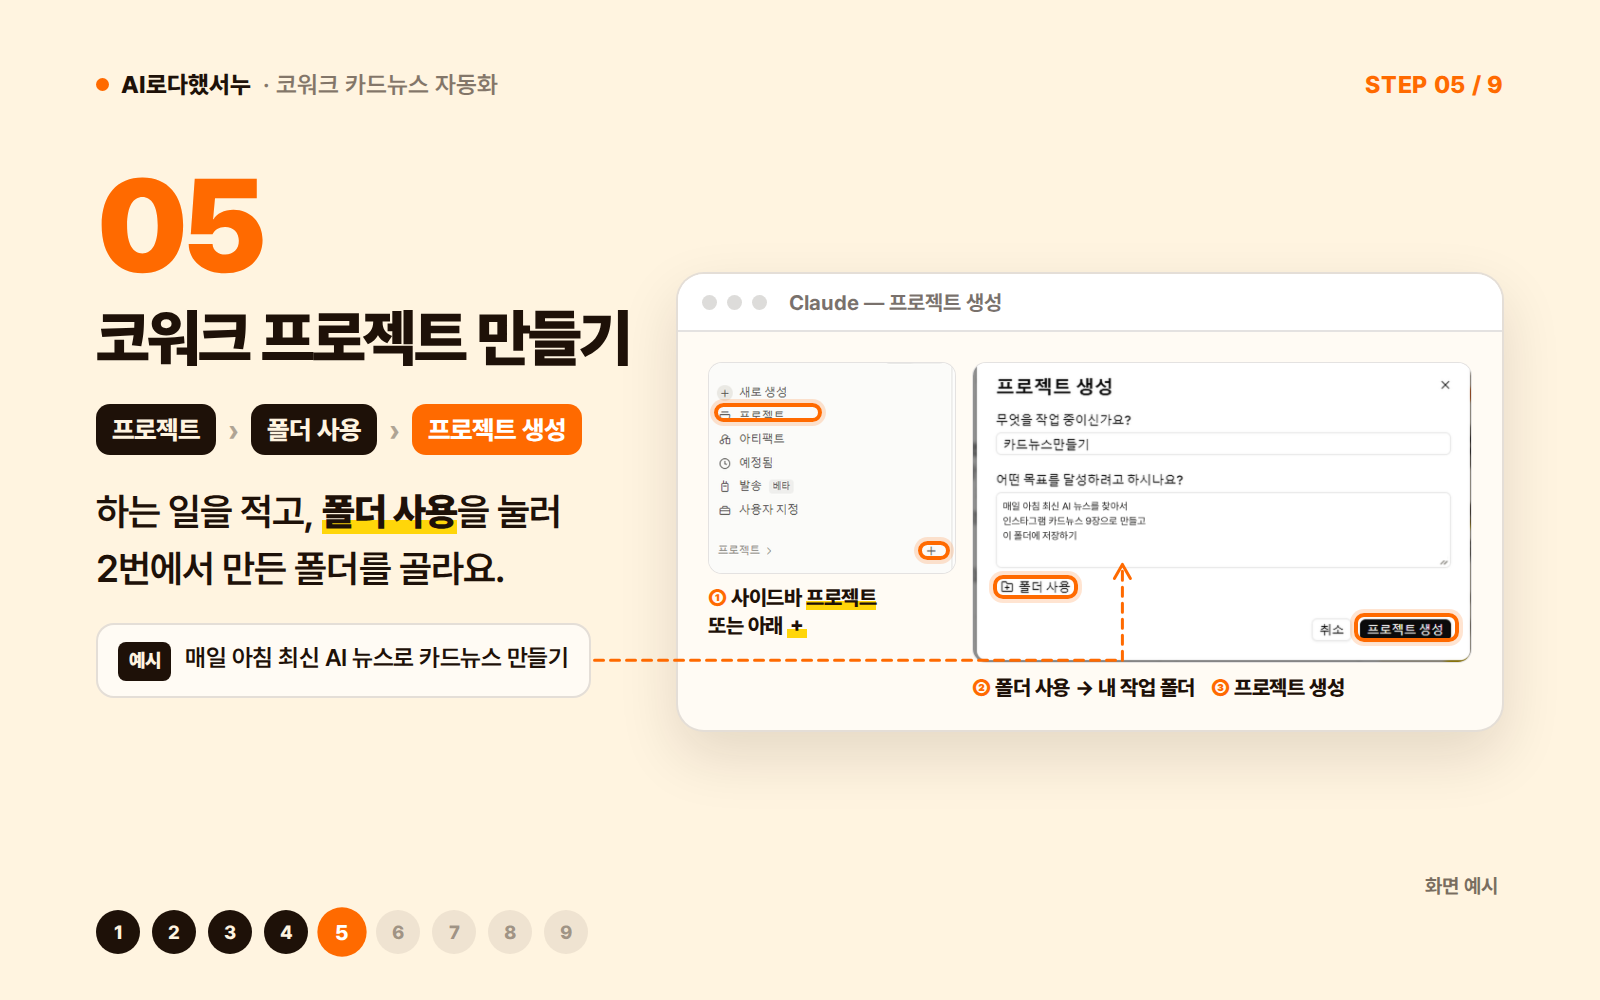 AI로다했서누 · 코워크 카드뉴스 자동화
STEP 05 / 9
05
코워크 프로젝트 만들기
프로젝트 › 폴더 사용 › 프로젝트 생성
하는 일을 적고, 폴더 사용을 눌러
2번에서 만든 폴더를 골라요.
예시 매일 아침 최신 AI 뉴스로 카드뉴스 만들기
Claude — 프로젝트 생성
+ 새로 생성
프로젝트
아티팩트
예정됨
발송 베타
사용자 지정
프로젝트 › +
① 사이드바 프로젝트
또는 아래 +
프로젝트 생성 ×
무엇을 작업 중이신가요?
카드뉴스만들기
어떤 목표를 달성하려고 하시나요?
매일 아침 최신 AI 뉴스를 찾아서
인스타그램 카드뉴스 9장으로 만들고
이 폴더에 저장하기
폴더 사용
취소 프로젝트 생성
② 폴더 사용 → 내 작업 폴더 ③ 프로젝트 생성
화면 예시
1 2 3 4 5 6 7 8 9